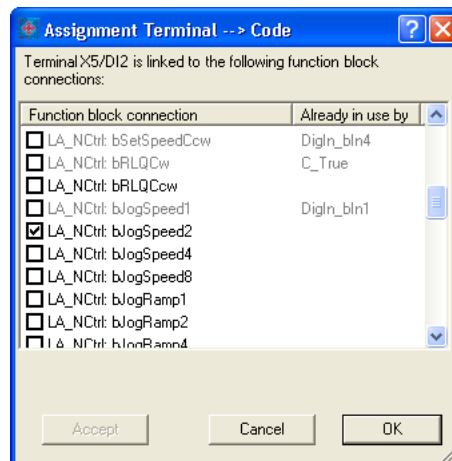 Assignment Terminal --> Code
Terminal X5/DI2 is linked to the following function block
connections:
Function block connection Already in use by
LA_NCtrl: bSetSpeedCcw DigIn_bIn4
LA_NCtrl: bRLQCw C_True
LA_NCtrl: bRLQCcw
LA_NCtrl: bJogSpeed1 DigIn_bIn1
LA_NCtrl: bJogSpeed2
LA_NCtrl: bJogSpeed4
LA_NCtrl: bJogSpeed8
LA_NCtrl: bJogRamp1
LA_NCtrl: bJogRamp2
LA_NCtrl: bJogRamp4
Accept Cancel OK